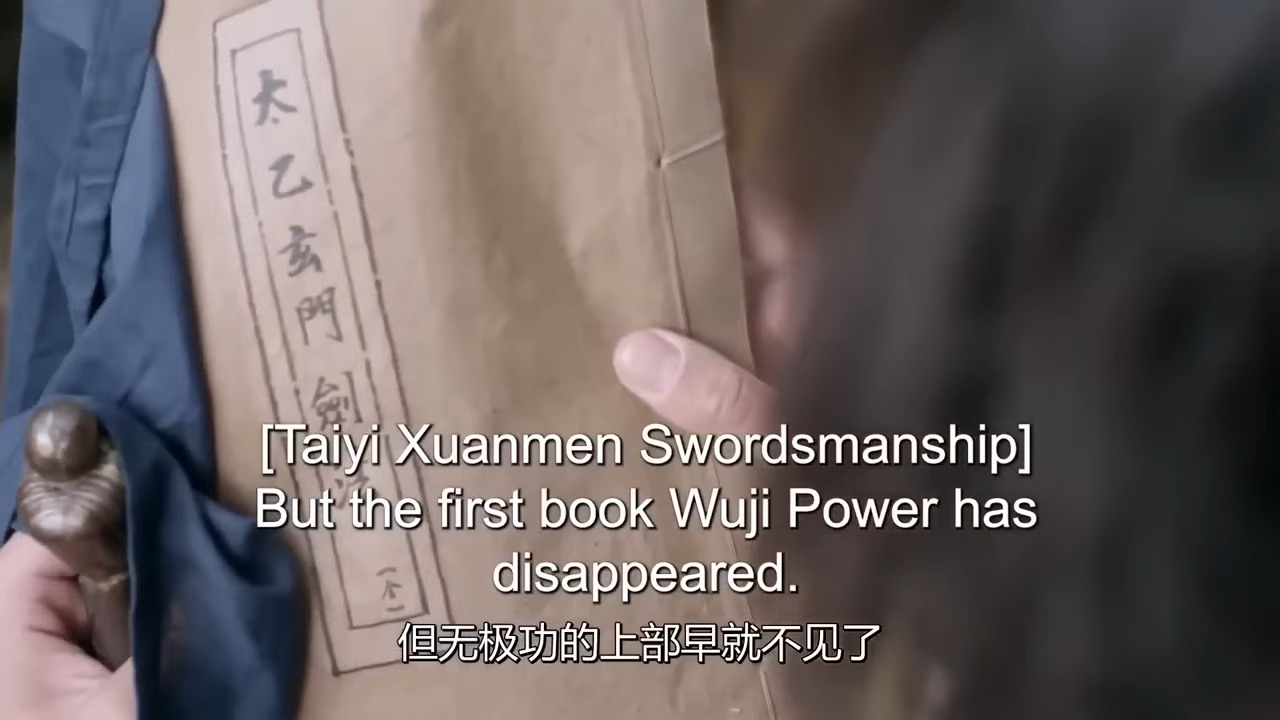 太乙玄門劍
[Taiyi Xuanmen Swordsmanship]
But the first book Wuji Power has
disappeared.
但无极功的上部早就不见了